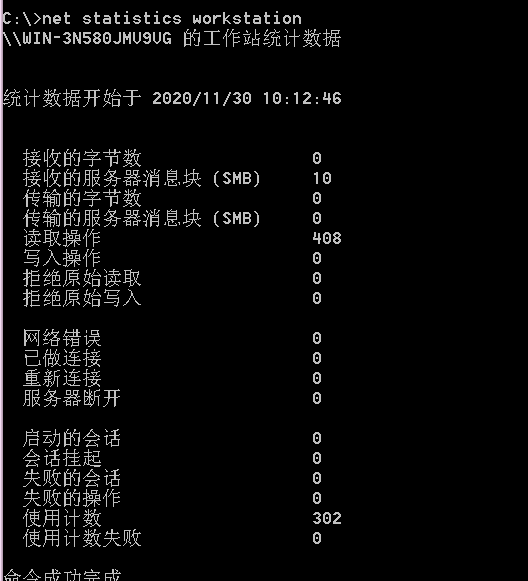 C:\>net statistics workstation
\\WIN-3N580JMV9VG 的工作站统计数据
统计数据开始于 2020/11/30 10:12:46
接收的字节数 0
接收的服务器消息块 (SMB) 10
传输的字节数 0
传输的服务器消息块 (SMB) 0
读取操作 408
写入操作 0
拒绝原始读取 0
拒绝原始写入 0
网络错误 0
已做连接 0
重新连接 0
服务器断开 0
启动的会话 0
会话挂起 0
失败的会话 0
失败的操作 0
使用计数 302
使用计数失败 0
命令成功完成